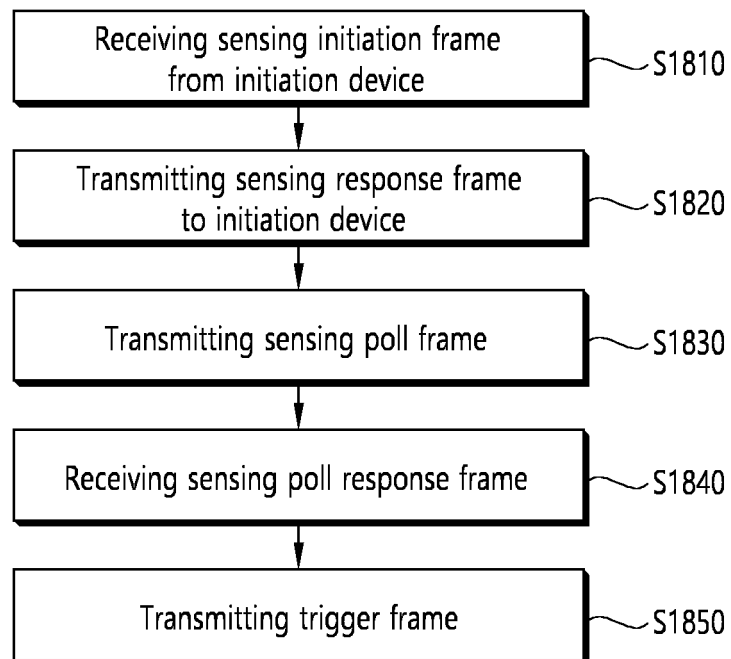 Receiving sensing initiation frame
from initiation device
S1810
Transmitting sensing response frame
to initiation device
S1820
Transmitting sensing poll frame
S1830
Receiving sensing poll response frame
S1840
Transmitting trigger frame
S1850